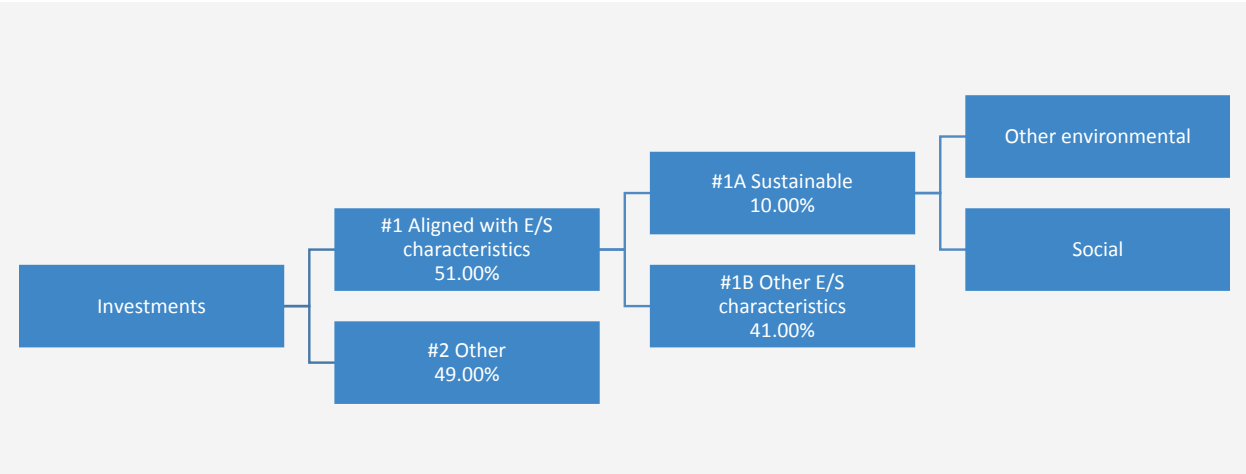 Investments
#1 Aligned with E/S
characteristics
51.00%
#2 Other
49.00%
#1A Sustainable
10.00%
#1B Other E/S
characteristics
41.00%
Other environmental
Social